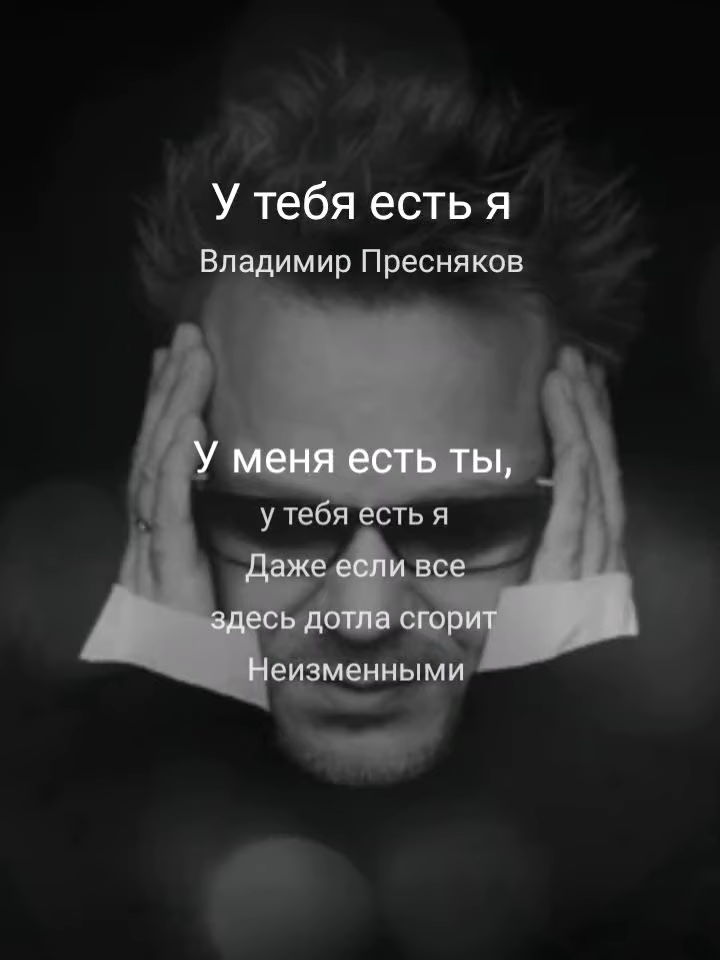 У тебя есть я
Владимир Пресняков
У меня есть ты,
у тебя есть я
Даже если все
здесь дотла сгорит
Неизменными